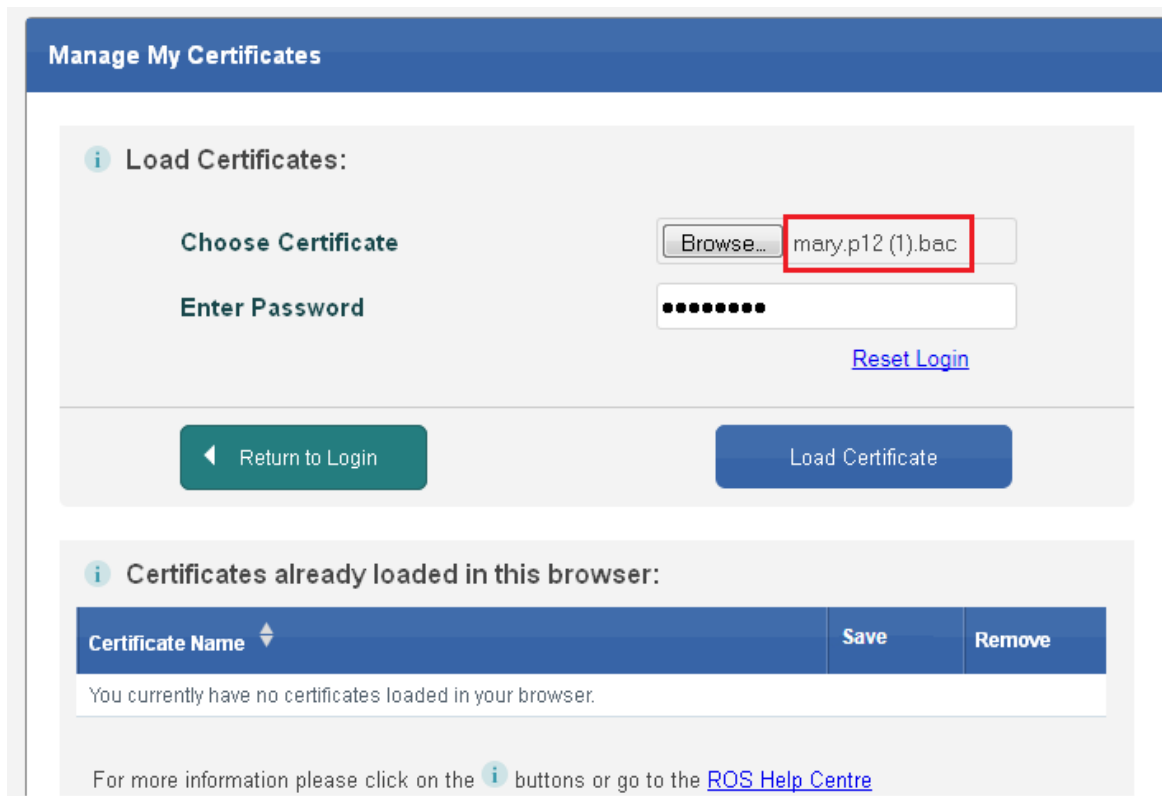 Manage My Certificates
i Load Certificates:
Choose Certificate Browse... mary.p12 (1).bac
Enter Password ••••••••
Reset Login
Return to Login Load Certificate
i Certificates already loaded in this browser:
Certificate Name Save Remove
You currently have no certificates loaded in your browser.
For more information please click on the i buttons or go to the ROS Help Centre